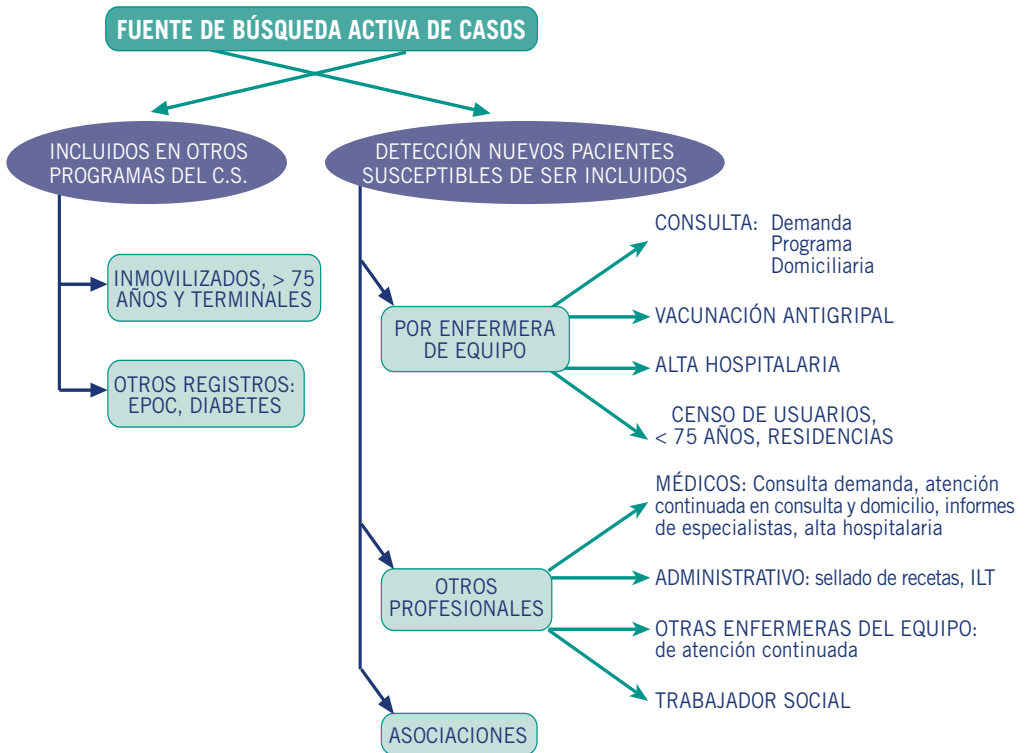 FUENTE DE BÚSQUEDA ACTIVA DE CASOS
INCLUIDOS EN OTROS
PROGRAMAS DEL C.S.
INMOVILIZADOS, > 75
AÑOS Y TERMINALES
OTROS REGISTROS:
EPOC, DIABETES
DETECCIÓN NUEVOS PACIENTES
SUSCEPTIBLES DE SER INCLUIDOS
POR ENFERMERA
DE EQUIPO
CONSULTA: Demanda
Programa
Domiciliaria
VACUNACIÓN ANTIGRIPAL
ALTA HOSPITALARIA
CENSO DE USUARIOS,
< 75 AÑOS, RESIDENCIAS
OTROS
PROFESIONALES
MÉDICOS: Consulta demanda, atención
continuada en consulta y domicilio, informes
de especialistas, alta hospitalaria
ADMINISTRATIVO: sellado de recetas, ILT
OTRAS ENFERMERAS DEL EQUIPO:
de atención continuada
TRABAJADOR SOCIAL
ASOCIACIONES